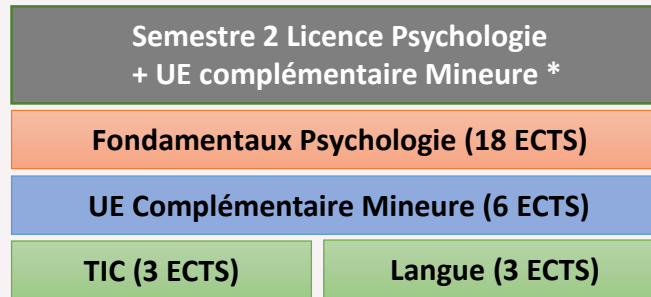 Semestre 2 Licence Psychologie
+ UE complémentaire Mineure *
Fondamentaux Psychologie (18 ECTS)
UE Complémentaire Mineure (6 ECTS)
TIC (3 ECTS)
Langue (3 ECTS)